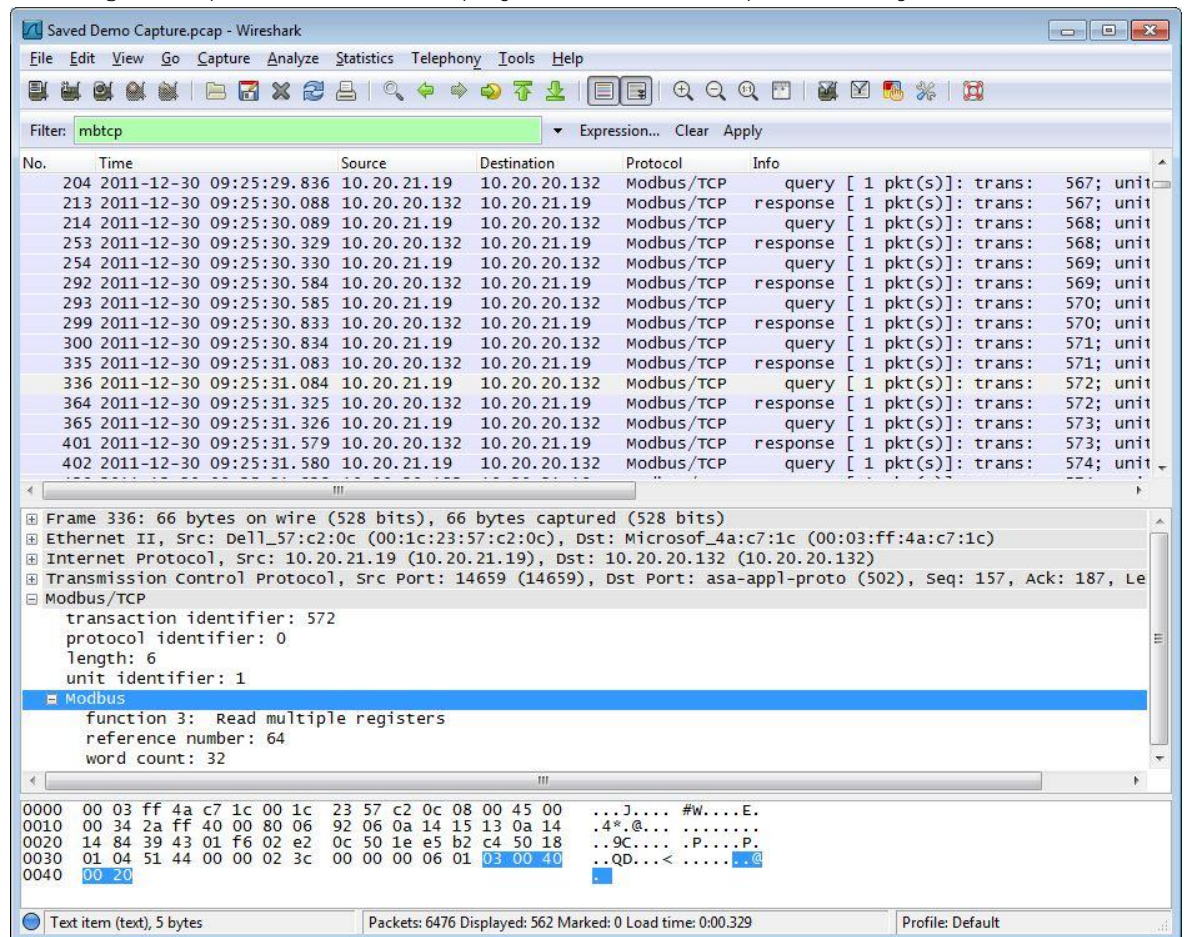 Saved Demo Capture.pcap - Wireshark
File Edit View Go Capture Analyze Statistics Telephony Tools Help
Filter: mbtcp Expression... Clear Apply
No. Time Source Destination Protocol Info
204 2011-12-30 09:25:29.836 10.20.21.19 10.20.20.132 Modbus/TCP query [ 1 pkt(s)]: trans: 567; unit
213 2011-12-30 09:25:30.088 10.20.20.132 10.20.21.19 Modbus/TCP response [ 1 pkt(s)]: trans: 567; unit
214 2011-12-30 09:25:30.089 10.20.21.19 10.20.20.132 Modbus/TCP query [ 1 pkt(s)]: trans: 568; unit
253 2011-12-30 09:25:30.329 10.20.20.132 10.20.21.19 Modbus/TCP response [ 1 pkt(s)]: trans: 568; unit
254 2011-12-30 09:25:30.330 10.20.21.19 10.20.20.132 Modbus/TCP query [ 1 pkt(s)]: trans: 569; unit
292 2011-12-30 09:25:30.584 10.20.20.132 10.20.21.19 Modbus/TCP response [ 1 pkt(s)]: trans: 569; unit
293 2011-12-30 09:25:30.585 10.20.21.19 10.20.20.132 Modbus/TCP query [ 1 pkt(s)]: trans: 570; unit
299 2011-12-30 09:25:30.833 10.20.20.132 10.20.21.19 Modbus/TCP response [ 1 pkt(s)]: trans: 570; unit
300 2011-12-30 09:25:30.834 10.20.21.19 10.20.20.132 Modbus/TCP query [ 1 pkt(s)]: trans: 571; unit
335 2011-12-30 09:25:31.083 10.20.20.132 10.20.21.19 Modbus/TCP response [ 1 pkt(s)]: trans: 571; unit
336 2011-12-30 09:25:31.084 10.20.21.19 10.20.20.132 Modbus/TCP query [ 1 pkt(s)]: trans: 572; unit
364 2011-12-30 09:25:31.325 10.20.20.132 10.20.21.19 Modbus/TCP response [ 1 pkt(s)]: trans: 572; unit
365 2011-12-30 09:25:31.326 10.20.21.19 10.20.20.132 Modbus/TCP query [ 1 pkt(s)]: trans: 573; unit
401 2011-12-30 09:25:31.579 10.20.20.132 10.20.21.19 Modbus/TCP response [ 1 pkt(s)]: trans: 573; unit
402 2011-12-30 09:25:31.580 10.20.21.19 10.20.20.132 Modbus/TCP query [ 1 pkt(s)]: trans: 574; unit
Frame 336: 66 bytes on wire (528 bits), 66 bytes captured (528 bits)
Ethernet II, Src: Dell_57:c2:0c (00:1c:23:57:c2:0c), Dst: Microsof_4a:c7:1c (00:03:ff:4a:c7:1c)
Internet Protocol, Src: 10.20.21.19 (10.20.21.19), Dst: 10.20.20.132 (10.20.20.132)
Transmission Control Protocol, Src Port: 14659 (14659), Dst Port: asa-appl-proto (502), Seq: 157, Ack: 187, Le
Modbus/TCP
transaction identifier: 572
protocol identifier: 0
length: 6
unit identifier: 1
Modbus
function 3: Read multiple registers
reference number: 64
word count: 32
0000 00 03 ff 4a c7 1c 00 1c 23 57 c2 0c 08 00 45 00 ...J.... #W....E.
0010 00 34 2a ff 40 00 80 06 92 06 0a 14 15 13 0a 14 .4*.@... ........
0020 14 84 39 43 01 f6 02 e2 0c 50 1e e5 b2 c4 50 18 ..9C.... .P....P.
0030 01 04 51 44 00 00 02 3c 00 00 00 06 01 03 00 40 ..QD...< .......@
0040 00 20 .
Text item (text), 5 bytes Packets: 6476 Displayed: 562 Marked: 0 Load time: 0:00.329 Profile: Default